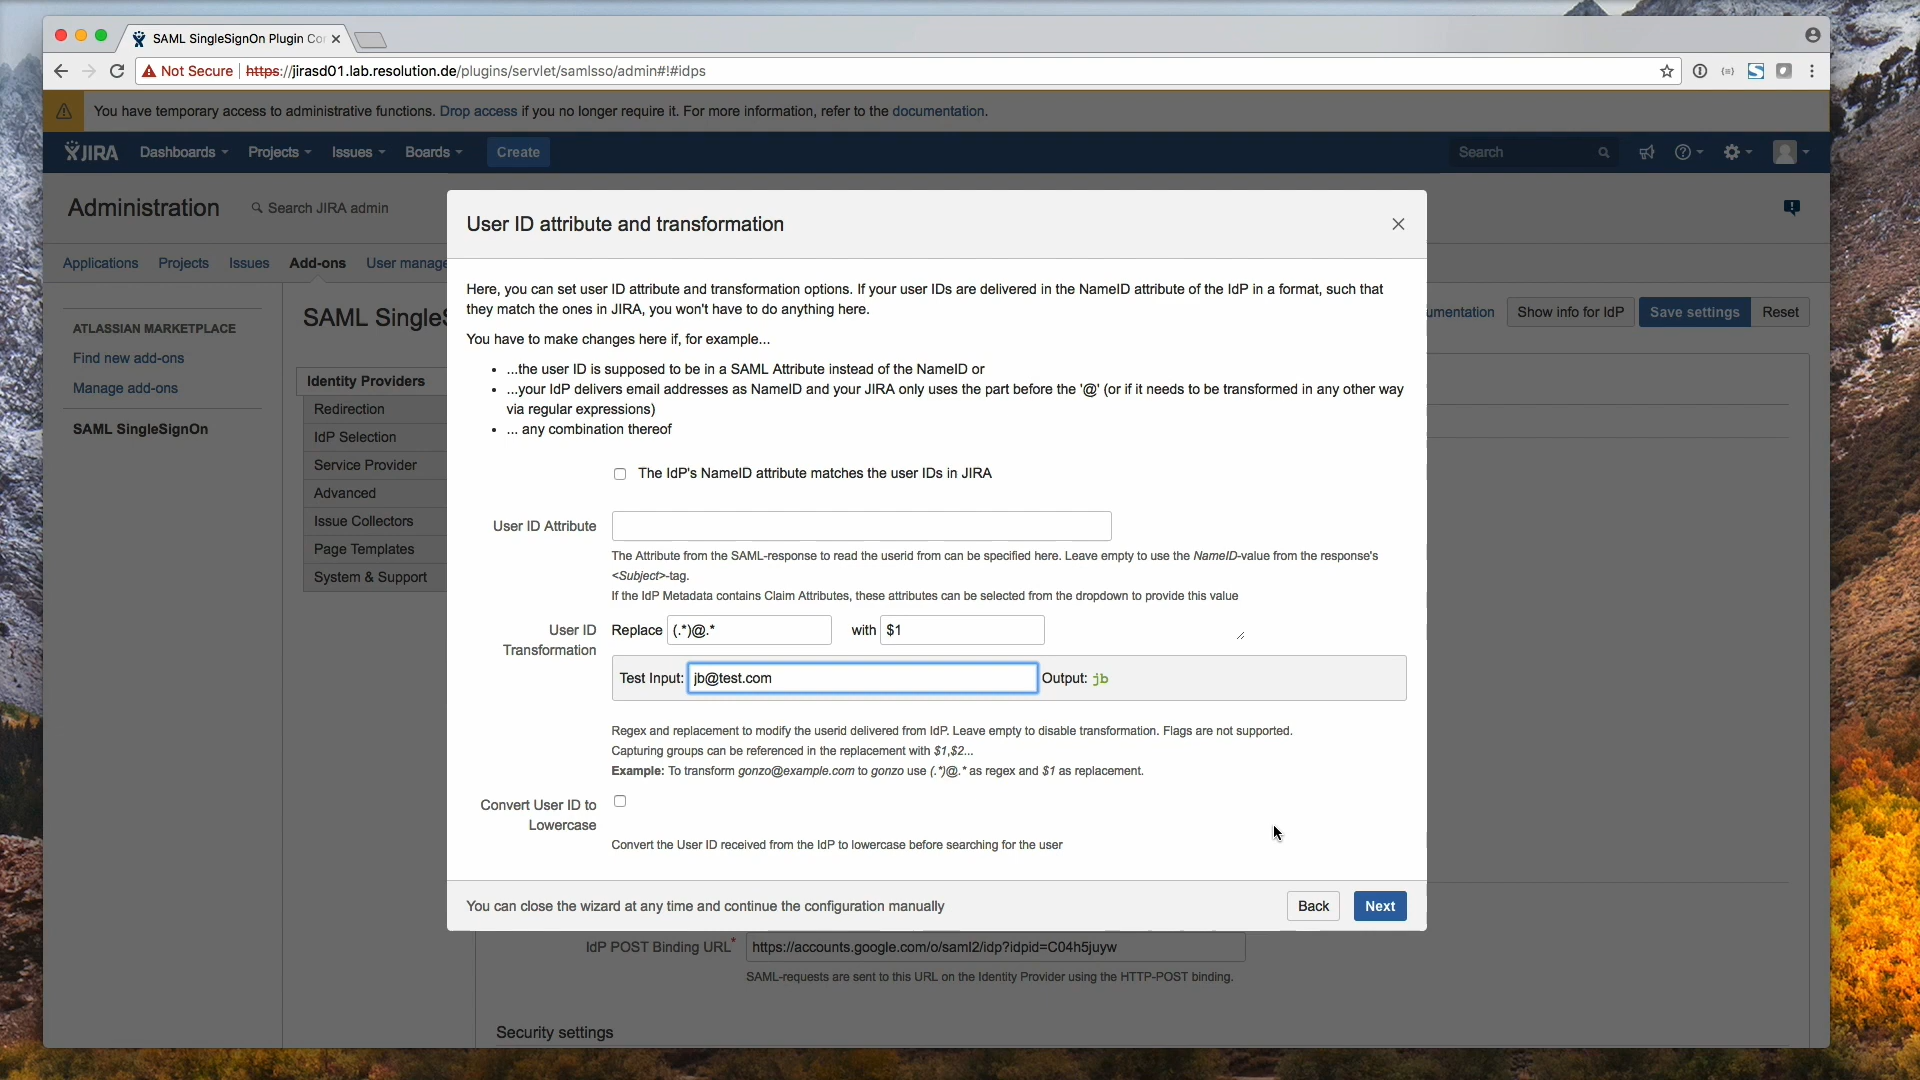 SAML SingleSignOn Plugin Co
Not Secure https://jirasd01.lab.resolution.de/plugins/servlet/samlsso/admin#!#idps
You have temporary access to administrative functions. Drop access if you no longer require it. For more information, refer to the documentation.
JIRA Dashboards Projects Issues Boards Create Search
Administration Search JIRA admin
Applications Projects Issues Add-ons User manage
ATLASSIAN MARKETPLACE
Find new add-ons
Manage add-ons
SAML SingleSignOn
SAML SingleS
umentation Show info for IdP Save settings Reset
Identity Providers
Redirection
IdP Selection
Service Provider
Advanced
Issue Collectors
Page Templates
System & Support
User ID attribute and transformation
Here, you can set user ID attribute and transformation options. If your user IDs are delivered in the NameID attribute of the IdP in a format, such that
they match the ones in JIRA, you won't have to do anything here.
You have to make changes here if, for example...
• ...the user ID is supposed to be in a SAML Attribute instead of the NameID or
• ...your IdP delivers email addresses as NameID and your JIRA only uses the part before the '@' (or if it needs to be transformed in any other way
via regular expressions)
• ... any combination thereof
The IdP's NameID attribute matches the user IDs in JIRA
User ID Attribute
The Attribute from the SAML-response to read the userid from can be specified here. Leave empty to use the NameID-value from the response's
<Subject>-tag.
If the IdP Metadata contains Claim Attributes, these attributes can be selected from the dropdown to provide this value
User ID Transformation Replace (.*)@.* with $1
Test Input: jb@test.com Output: jb
Regex and replacement to modify the userid delivered from IdP. Leave empty to disable transformation. Flags are not supported.
Capturing groups can be referenced in the replacement with $1,$2...
Example: To transform gonzo@example.com to gonzo use (.*)@.* as regex and $1 as replacement.
Convert User ID to
Lowercase
Convert the User ID received from the IdP to lowercase before searching for the user
You can close the wizard at any time and continue the configuration manually Back Next
IdP POST Binding URL* https://accounts.google.com/o/saml2/idp?idpid=C04h5juyw
SAML-requests are sent to this URL on the Identity Provider using the HTTP-POST binding.
Security settings